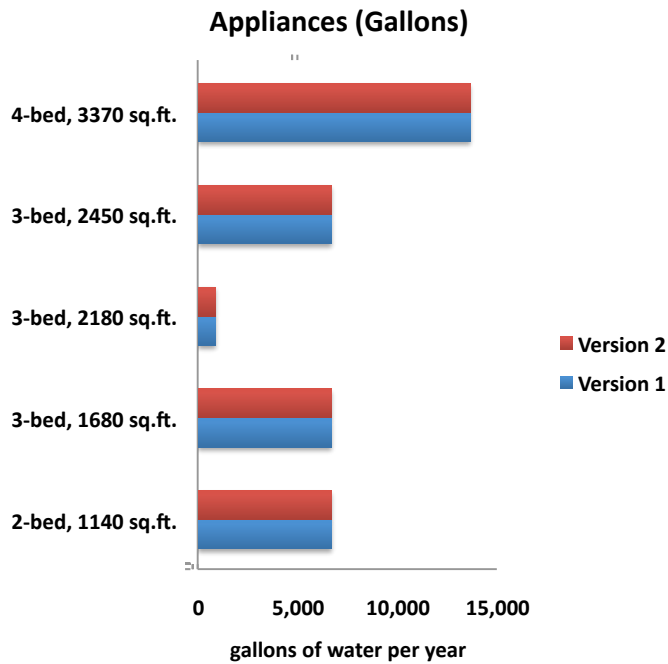 Appliances (Gallons)
4-bed, 3370 sq.ft.
3-bed, 2450 sq.ft.
3-bed, 2180 sq.ft.
3-bed, 1680 sq.ft.
2-bed, 1140 sq.ft.
Version 2
Version 1
0 5,000 10,000 15,000
gallons of water per year